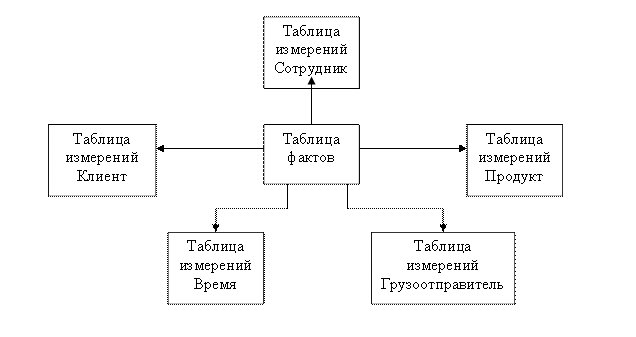 Таблица
измерений
Сотрудник
Таблица
измерений
Клиент
Таблица
фактов
Таблица
измерений
Продукт
Таблица
измерений
Время
Таблица
измерений
Грузоотправитель